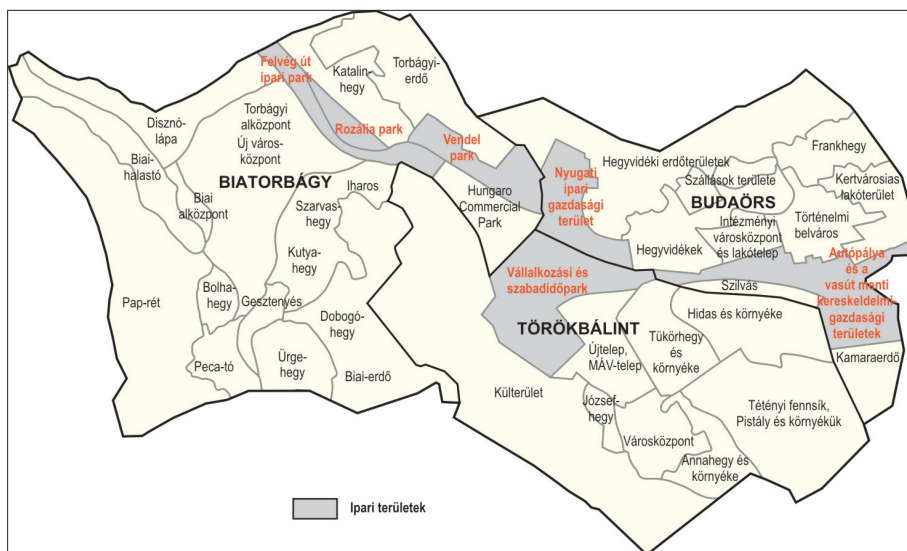 Felvég út
ipari park
Katalin-
hegy
Torbágyi-
erdő
Disznó-
lápa
Torbágyi
alközpont
Új város-
központ
Rozália park
Vendel
park
Biai-
halastó
BIATORBÁGY
Biai
alközpont
Iharos
Szarvas-
hegy
Kutya-
hegy
Hungaro
Commercial
Park
Nyugati
ipari
gazdasági
terület
Hegyvidéki erdőterületek
Szállások területe
Frankhegy
Kertvárosias
lakóterület
BUDAÖRS
Intézményi
városközpont
és lakótelep
Történelmi
belváros
Hegyvidékek
Autópálya
és a
vasút menti
kereskeldelmi-
gazdasági
területek
Vállalkozási és
szabadidőpark
Szilvás
Pap-rét
Bolha-
hegy
Gesztenyés
Dobogó-
hegy
Peca-tó
Ürge-
hegy
Biai-erdő
TÖRÖKBÁLINT
Hidas és környéke
Újtelep,
MÁV-telep
Tükörhegy
és
környéke
Kamaraerdő
Külterület
József-
hegy
Városközpont
Tétényi fennsík,
Pistály és környékük
Annahegy és
környéke
Ipari területek